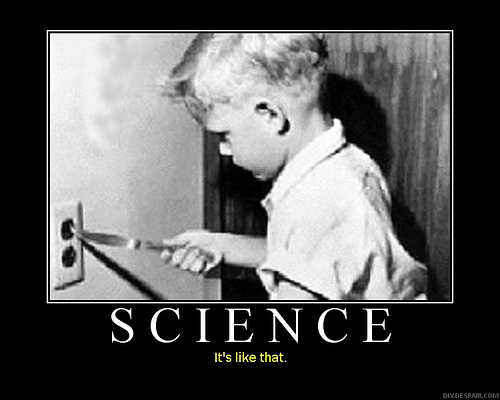 SCIENCE
It's like that.
DIY.DESPAIR.COM